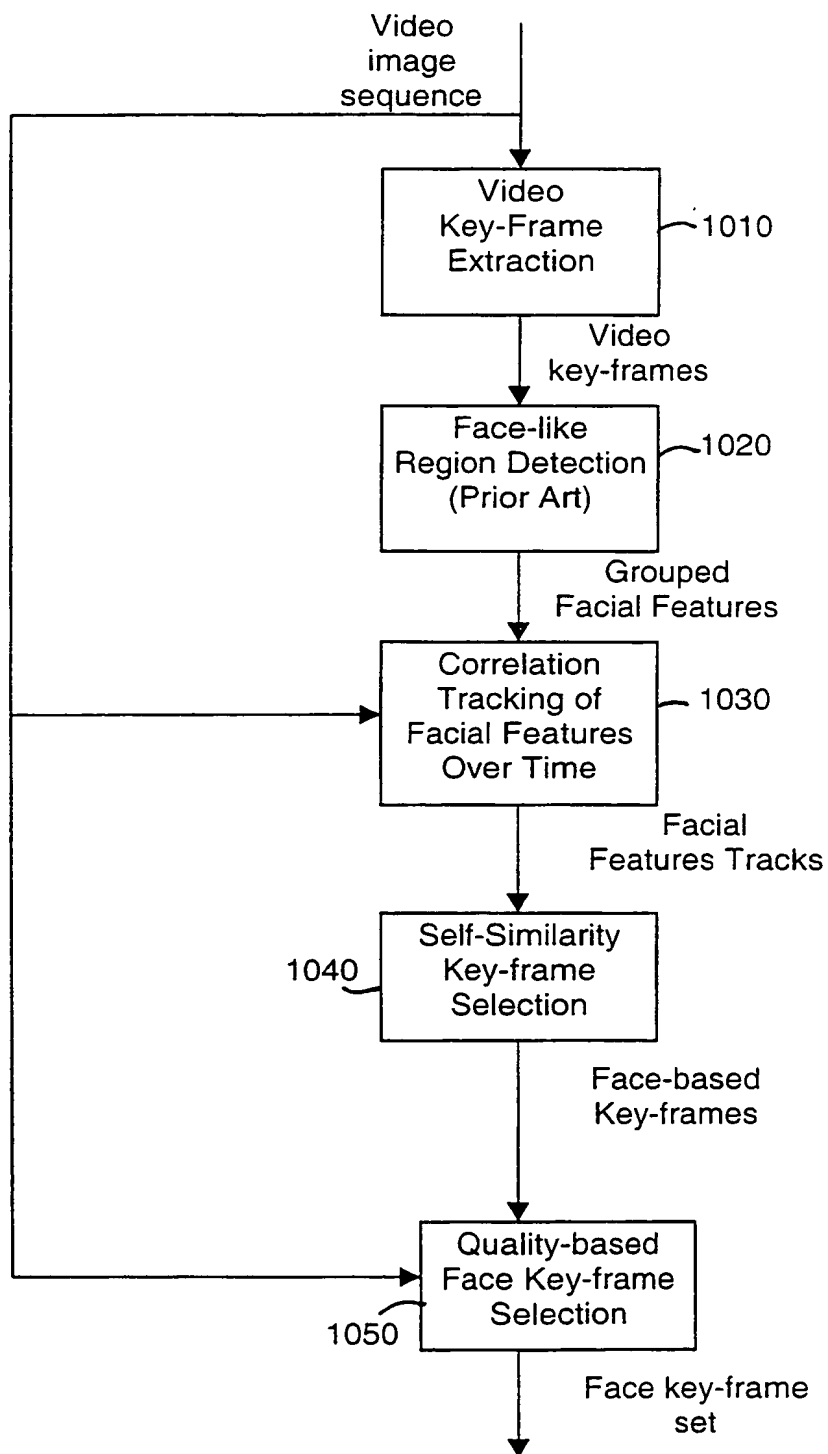 Video
image
sequence
Video
Key-Frame
Extraction
1010
Video
key-frames
Face-like
Region Detection
(Prior Art)
1020
Grouped
Facial Features
Correlation
Tracking of
Facial Features
Over Time
1030
Facial
Features Tracks
Self-Similarity
Key-frame
Selection
1040
Face-based
Key-frames
Quality-based
Face Key-frame
Selection
1050
Face key-frame
set